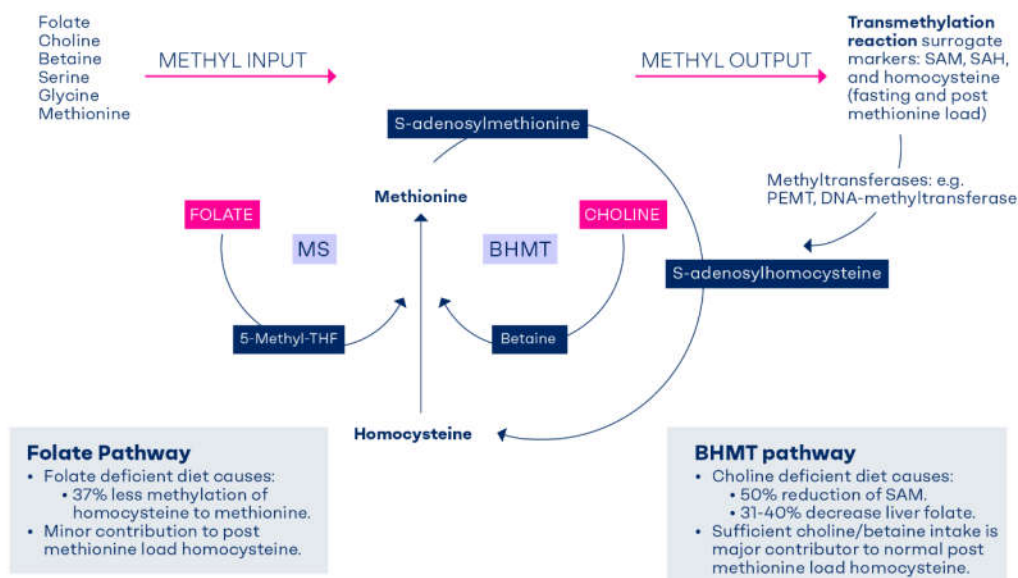 Folate
Choline
Betaine
Serine
Glycine
Methionine
METHYL INPUT
METHYL OUTPUT
Transmethylation
reaction surrogate
markers: SAM, SAH,
and homocysteine
(fasting and post
methionine load)
S-adenosylmethionine
Methyltransferases: e.g.
PEMT, DNA-methyltransferase
Methionine
FOLATE
CHOLINE
MS
BHMT
S-adenosylhomocysteine
5-Methyl-THF
Betaine
Homocysteine
Folate Pathway
• Folate deficient diet causes:
• 37% less methylation of
homocysteine to methionine.
• Minor contribution to post
methionine load homocysteine.
BHMT pathway
• Choline deficient diet causes:
• 50% reduction of SAM.
• 31-40% decrease liver folate.
• Sufficient choline/betaine intake is
major contributor to normal post
methionine load homocysteine.